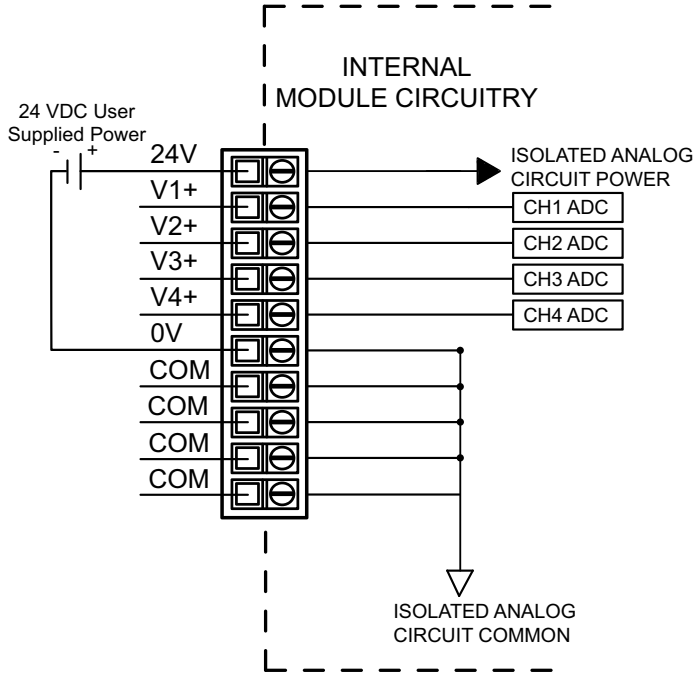 INTERNAL
MODULE CIRCUITRY
24 VDC User
Supplied Power
- +
24V
V1+
V2+
V3+
V4+
0V
COM
COM
COM
COM
ISOLATED ANALOG
CIRCUIT POWER
CH1 ADC
CH2 ADC
CH3 ADC
CH4 ADC
ISOLATED ANALOG
CIRCUIT COMMON